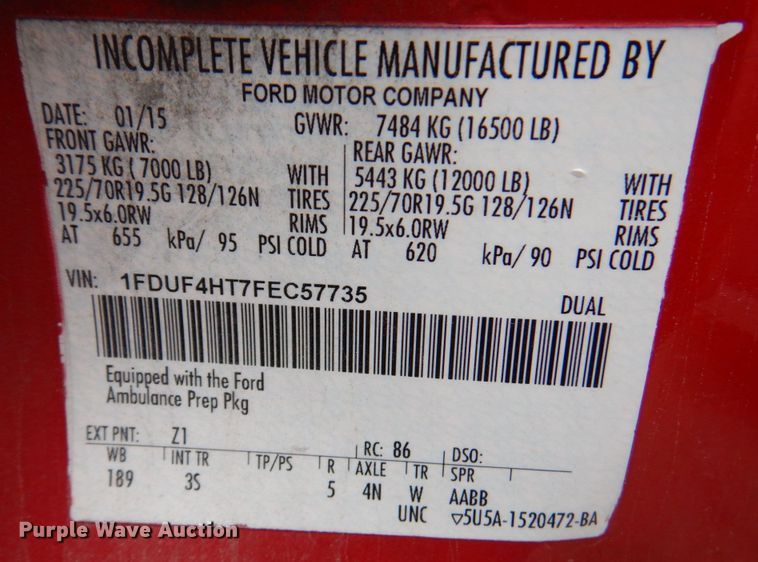 INCOMPLETE VEHICLE MANUFACTURED BY
FORD MOTOR COMPANY
DATE: 01/15 GVWR: 7484 KG (16500 LB)
FRONT GAWR: REAR GAWR:
3175 KG ( 7000 LB) WITH 5443 KG (12000 LB) WITH
225/70R19.5G 128/126N TIRES 225/70R19.5G 128/126N TIRES
19.5x6.0RW RIMS 19.5x6.0RW RIMS
AT 655 kPa/ 95 PSI COLD AT 620 kPa/ 90 PSI COLD
VIN: 1FDUF4HT7FEC57735 DUAL
Equipped with the Ford
Ambulance Prep Pkg
EXT PNT: Z1 RC: 86 DSO:
WB INT TR TP/PS R AXLE TR SPR
189 3S 5 4N W AABB
UNC ▽5U5A-1520472-BA
Purple Wave Auction